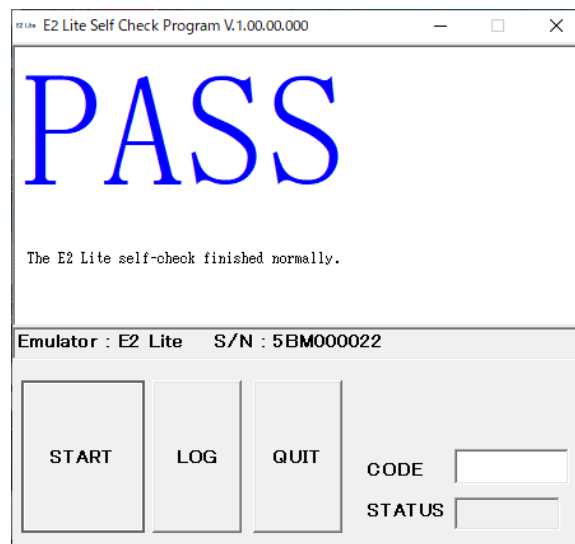 E2 Lite E2 Lite Self Check Program V.1.00.00.000
PASS
The E2 Lite self-check finished normally.
Emulator : E2 Lite S/N : 5BM000022
START LOG QUIT
CODE
STATUS